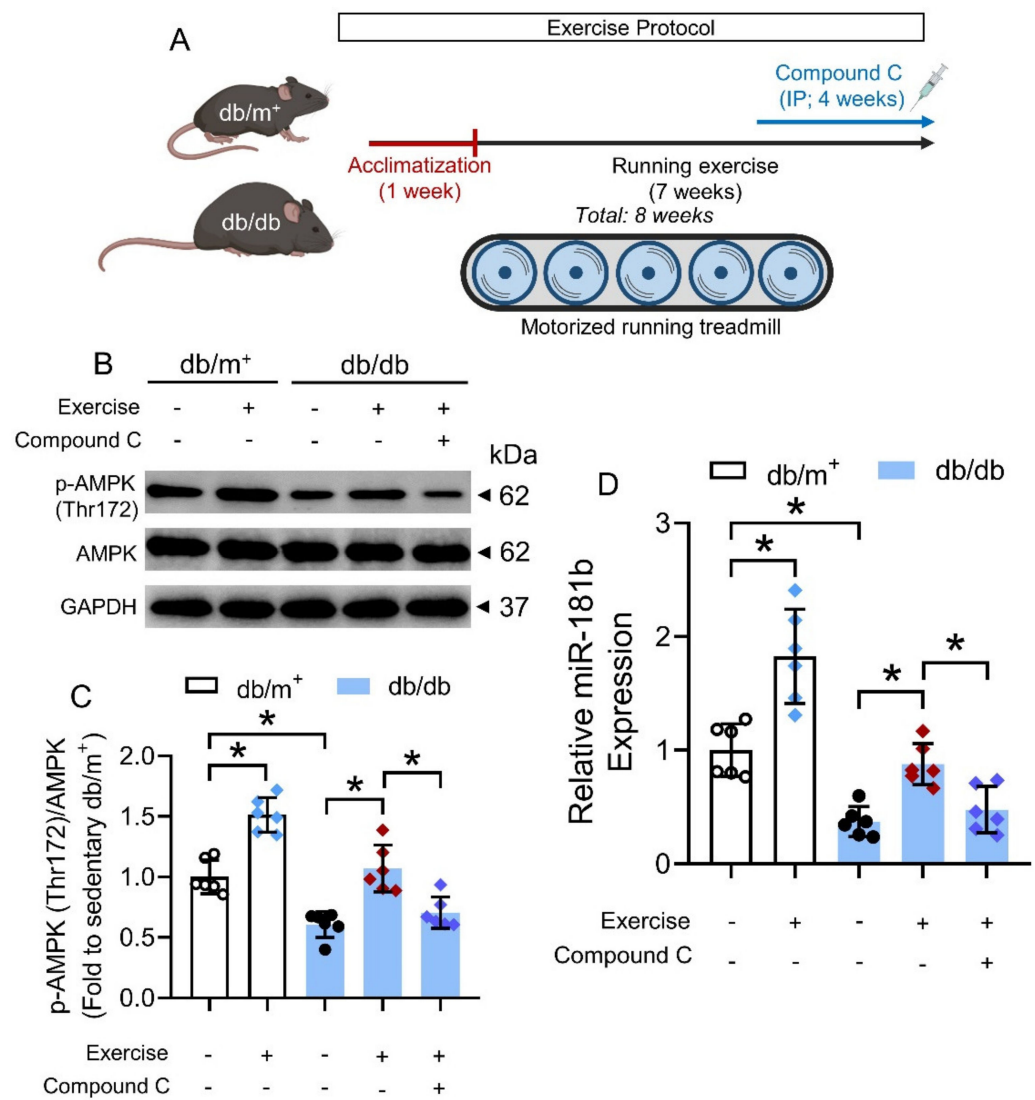 A
Exercise Protocol
db/m+
db/db
Compound C
(IP; 4 weeks)
Acclimatization
(1 week)
Running exercise
(7 weeks)
Total: 8 weeks
Motorized running treadmill
B
db/m+ db/db
Exercise - + - + +
Compound C - - - - +
kDa
p-AMPK
(Thr172)
62
AMPK 62
GAPDH 37
C
db/m+ db/db
p-AMPK (Thr172)/AMPK
(Fold to sedentary db/m+)
2.0
1.5
1.0
0.5
0.0
* * * *
Exercise - + - + +
Compound C - - - - +
D
db/m+ db/db
Relative miR-181b
Expression
3
2
1
0
* * * *
Exercise - + - + +
Compound C - - - - +